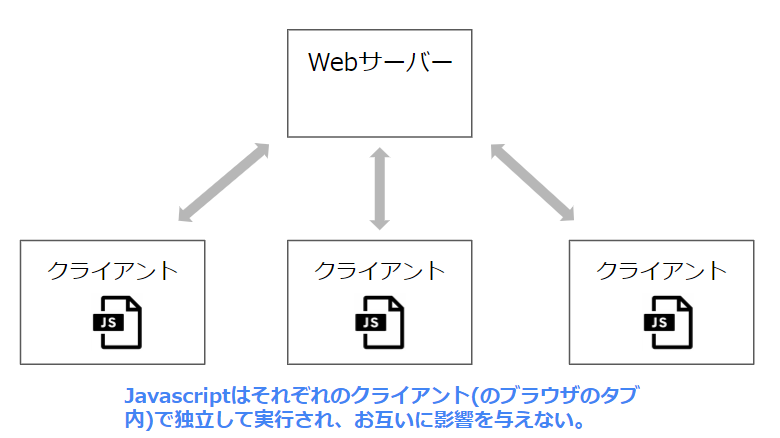 Webサーバー
クライアント
クライアント
クライアント
JS
JS
JS
Javascriptはそれぞれのクライアント(のブラウザのタブ
内)で独立して実行され、お互いに影響を与えない。